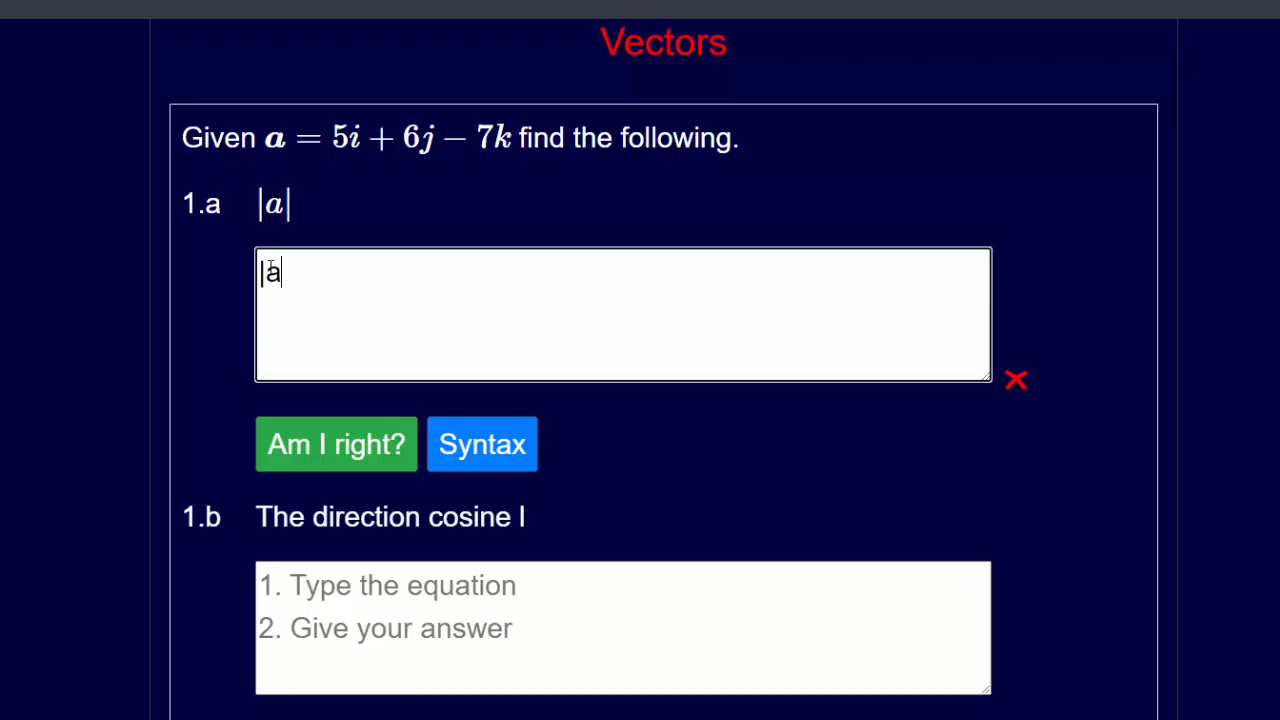 Vectors
Given a = 5i + 6j − 7k find the following.
1.a |a|
|a
Am I right? Syntax
1.b The direction cosine l
1. Type the equation
2. Give your answer